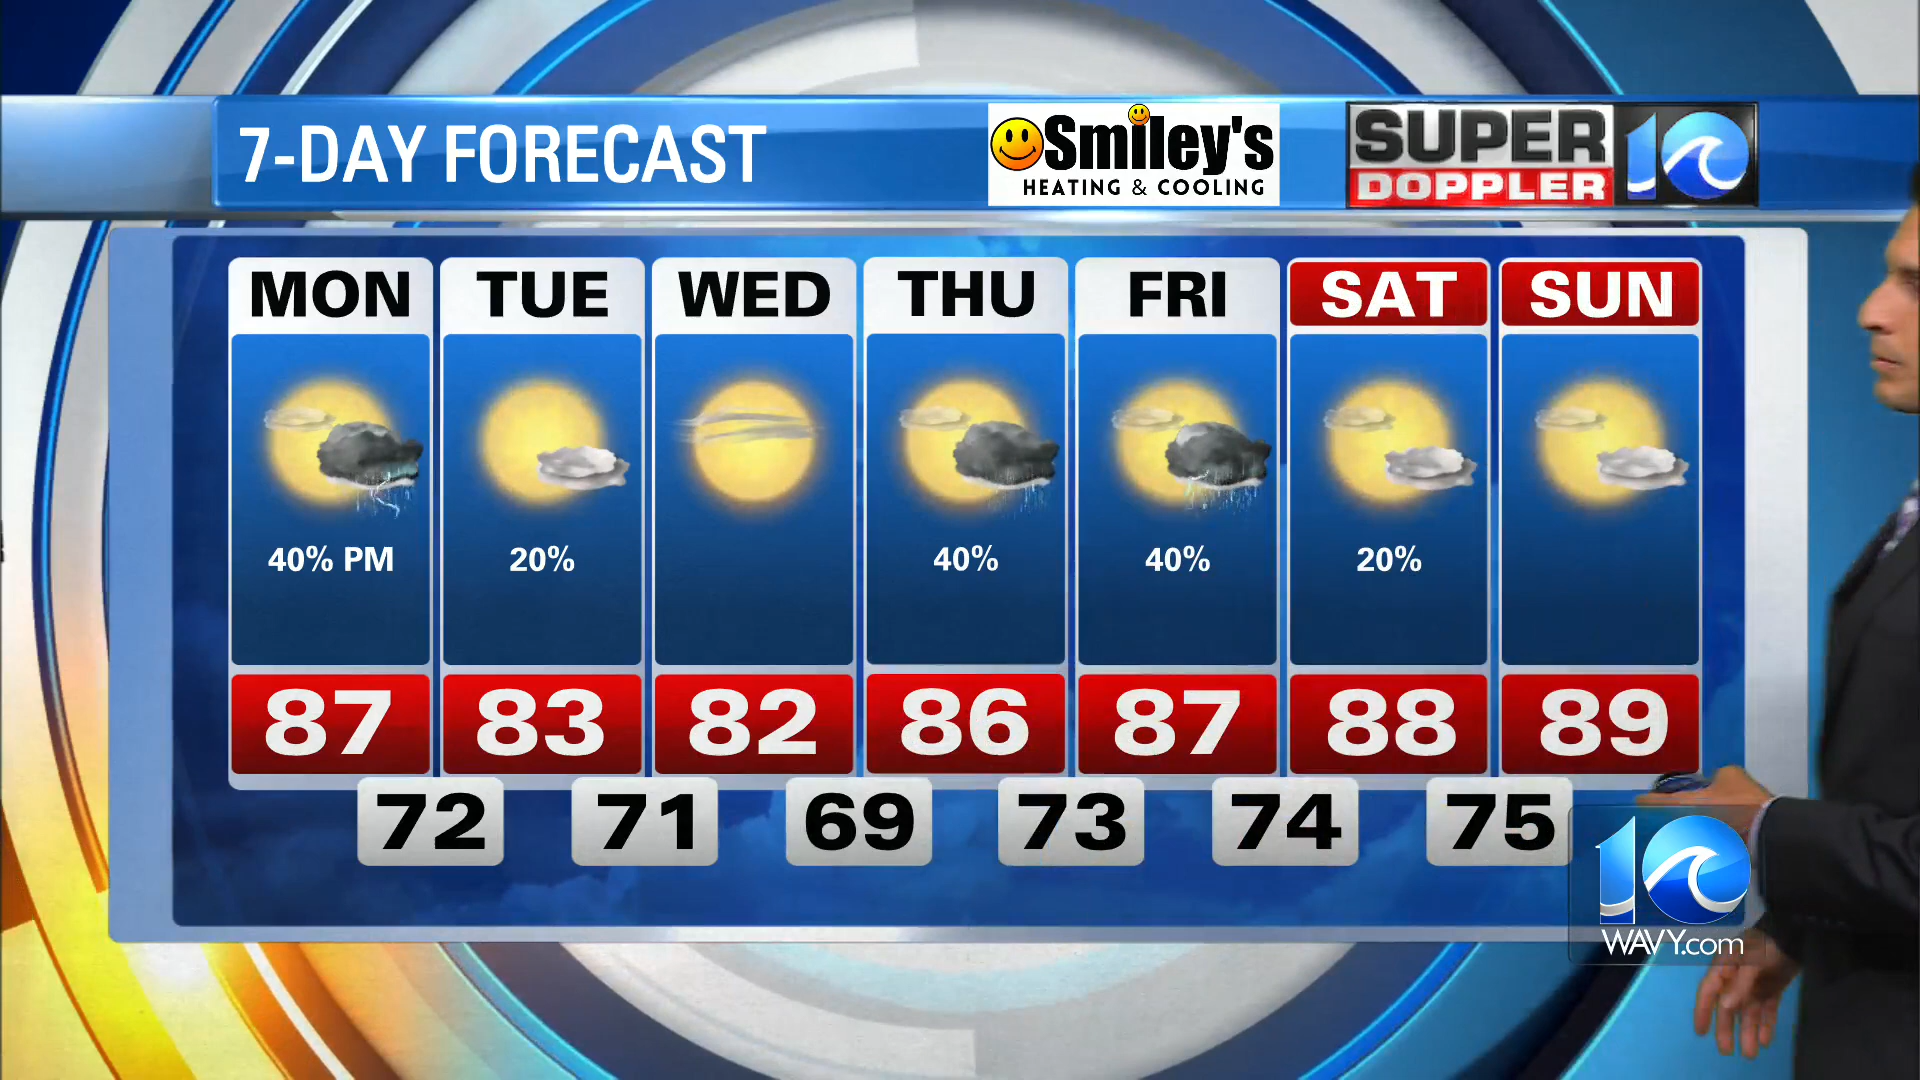 7-DAY FORECAST
Smiley's
HEATING & COOLING
SUPER
DOPPLER
10
MON TUE WED THU FRI SAT SUN
40% PM 20% 40% 40% 20%
87 83 82 86 87 88 89
72 71 69 73 74 75
10
WAVY.com